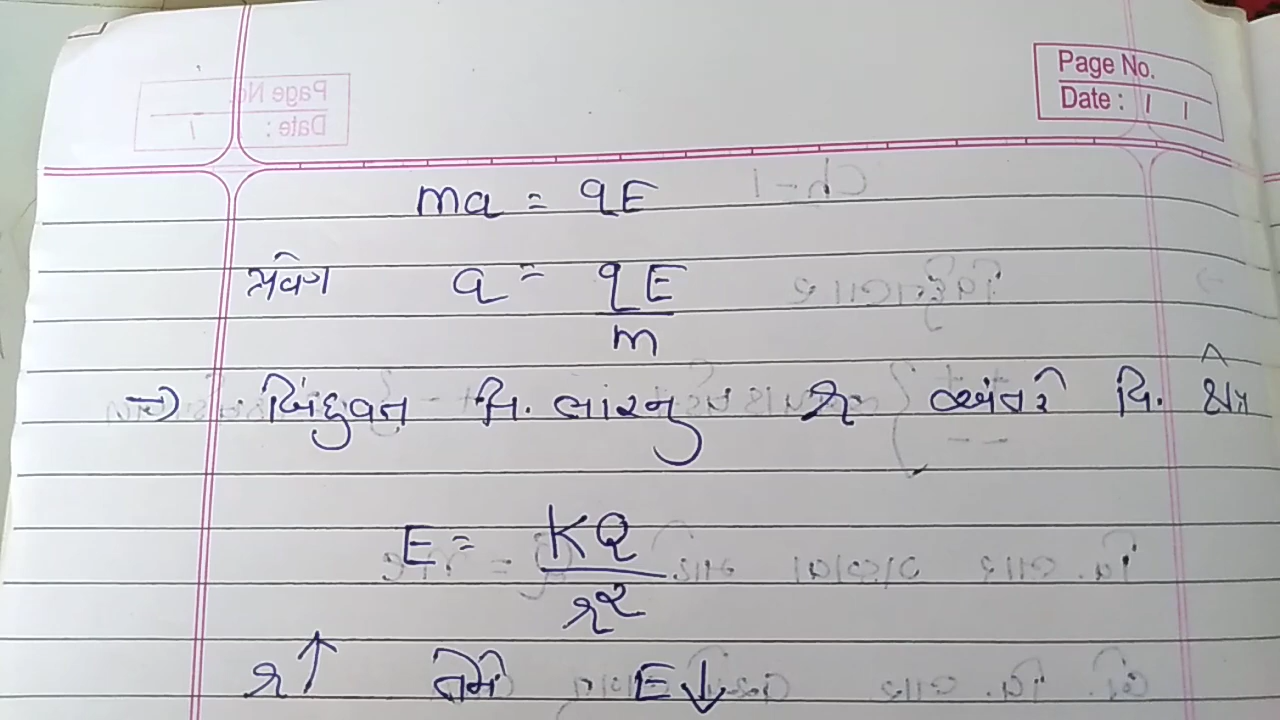 Page No.
Date : / /
ma = qE
પ્રવેગ a = qE
m
→ બિંદુવત વિ. ભારનુ r અંતરે વિ. ક્ષેત્ર
E = KQ
r²
r↑ તેમ E↓